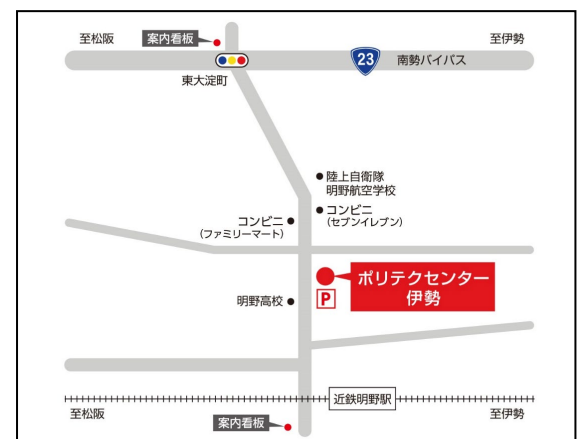 至松阪
案内看板
至伊勢
23
南勢バイパス
東大淀町
陸上自衛隊
明野航空学校
コンビニ
(セブンイレブン)
コンビニ
(ファミリーマート)
ポリテクセンター
伊勢
P
明野高校
近鉄明野駅
至松阪
至伊勢
案内看板